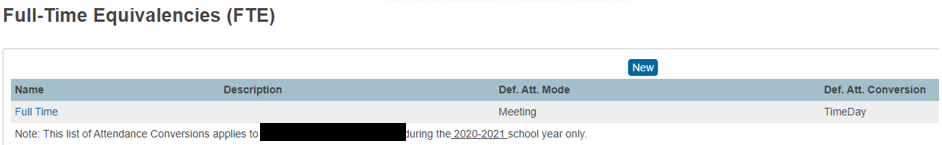 Full-Time Equivalencies (FTE)
New
Name Description Def. Att. Mode Def. Att. Conversion
Full Time Meeting TimeDay
Note: This list of Attendance Conversions applies to during the 2020-2021 school year only.